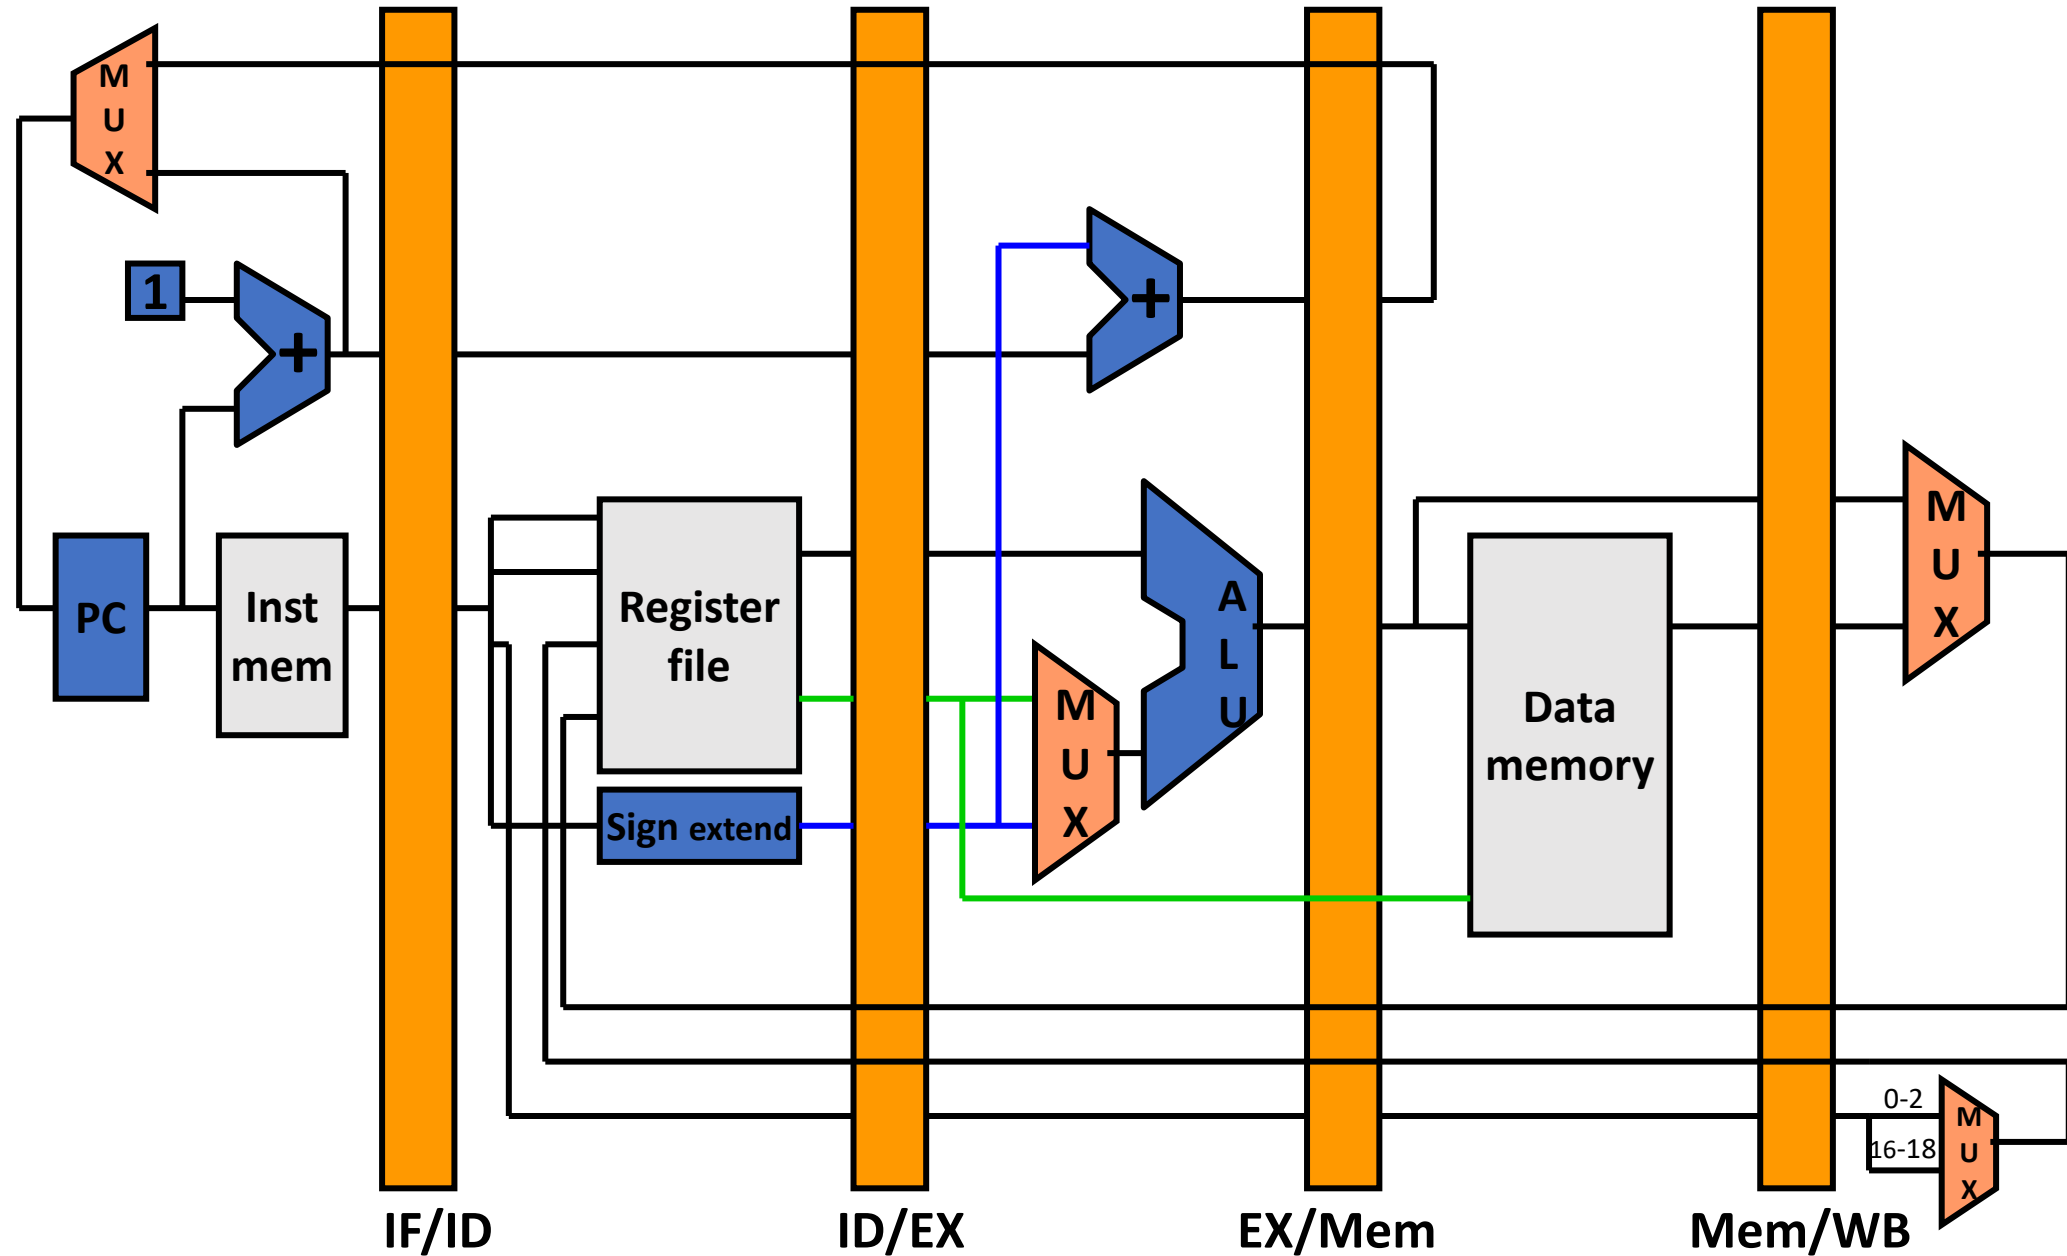 M
U
X
1
+
+
PC
Inst
mem
Register
file
Sign extend
M
U
X
A
L
U
Data
memory
M
U
X
0-2
16-18
M
U
X
IF/ID
ID/EX
EX/Mem
Mem/WB